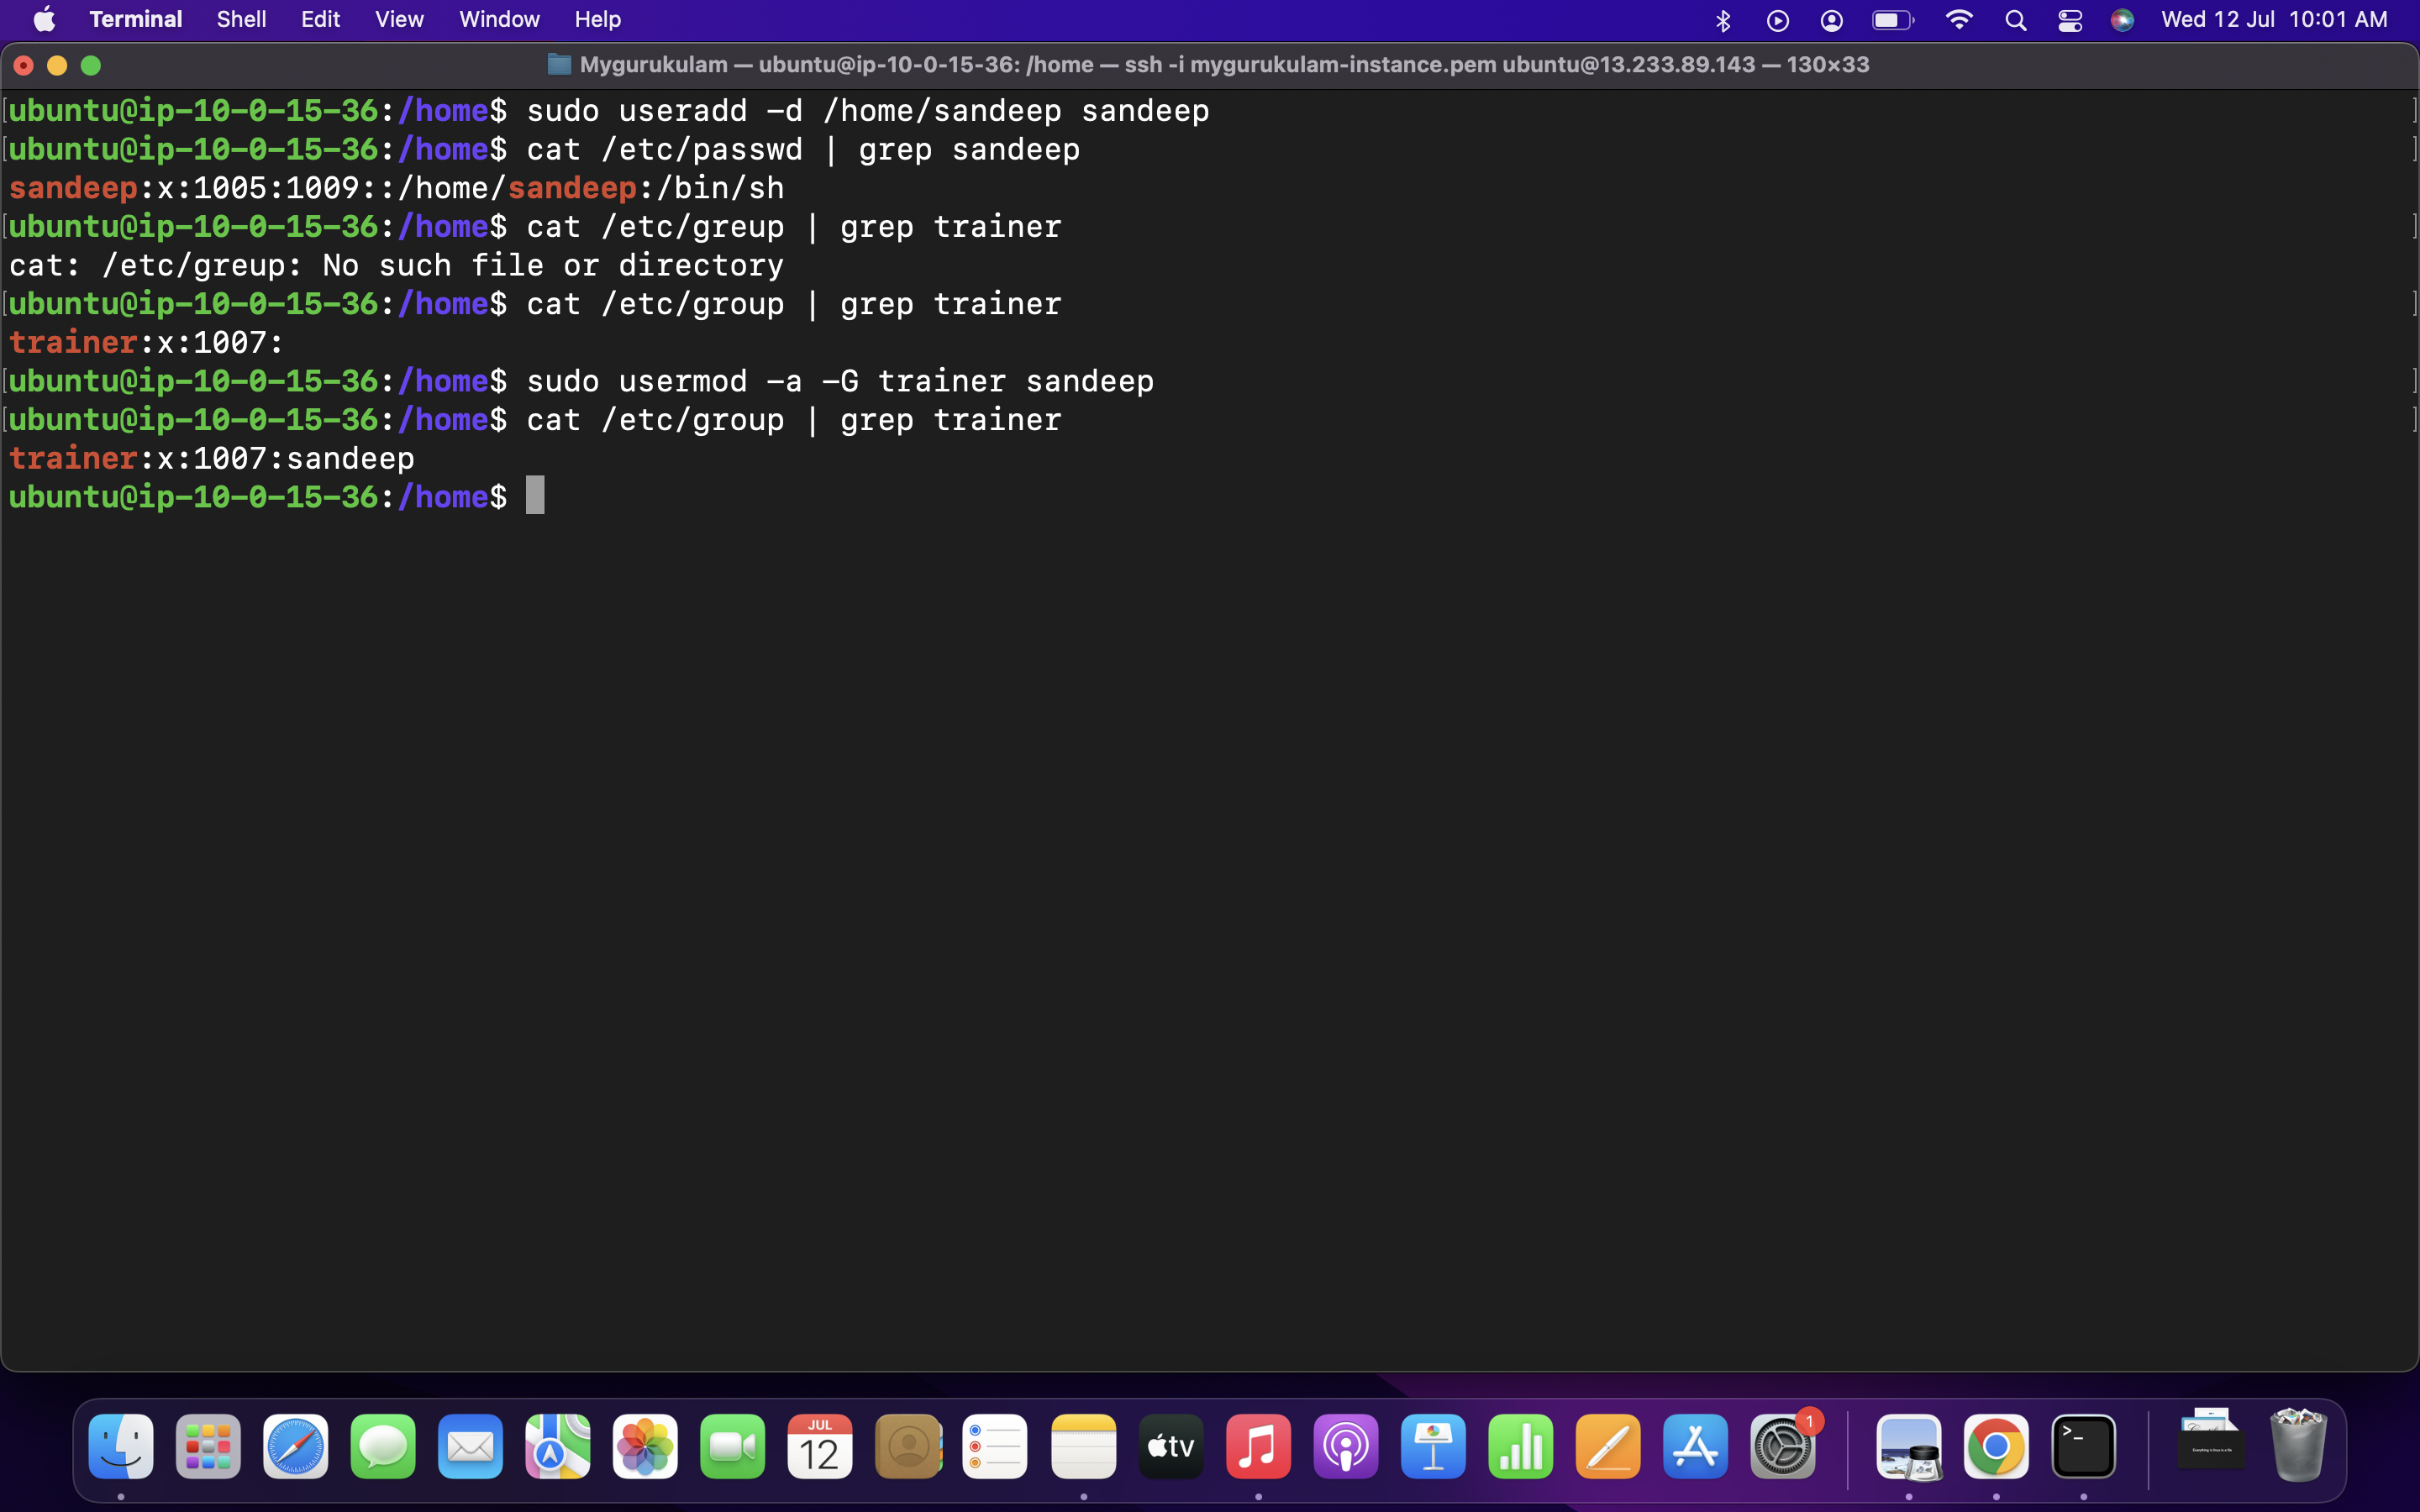 Terminal Shell Edit View Window Help Wed 12 Jul 10:01 AM
Mygurukulam — ubuntu@ip-10-0-15-36: /home — ssh -i mygurukulam-instance.pem ubuntu@13.233.89.143 — 130×33
ubuntu@ip-10-0-15-36:/home$ sudo useradd -d /home/sandeep sandeep
ubuntu@ip-10-0-15-36:/home$ cat /etc/passwd | grep sandeep
sandeep:x:1005:1009::/home/sandeep:/bin/sh
ubuntu@ip-10-0-15-36:/home$ cat /etc/greup | grep trainer
cat: /etc/greup: No such file or directory
ubuntu@ip-10-0-15-36:/home$ cat /etc/group | grep trainer
trainer:x:1007:
ubuntu@ip-10-0-15-36:/home$ sudo usermod -a -G trainer sandeep
ubuntu@ip-10-0-15-36:/home$ cat /etc/group | grep trainer
trainer:x:1007:sandeep
ubuntu@ip-10-0-15-36:/home$
JUL
12
tv
1
>_